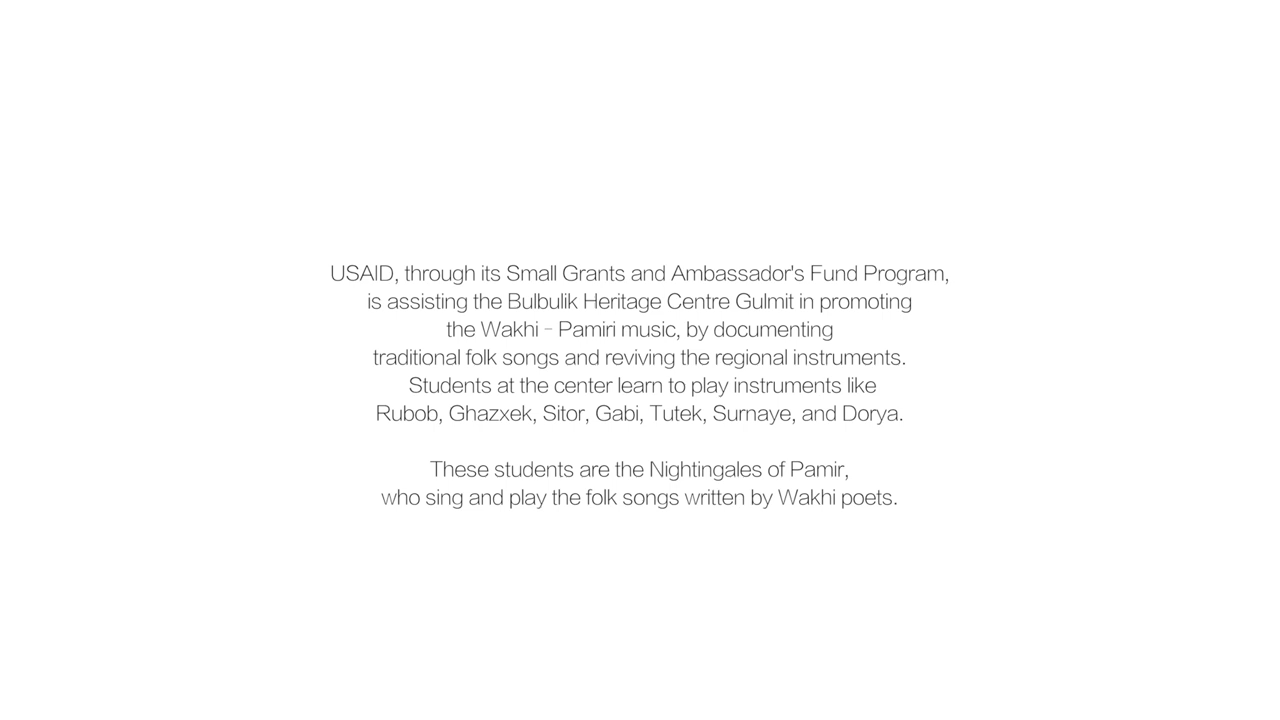 USAID, through its Small Grants and Ambassador's Fund Program,
is assisting the Bulbulik Heritage Centre Gulmit in promoting
the Wakhi - Pamiri music, by documenting
traditional folk songs and reviving the regional instruments.
Students at the center learn to play instruments like
Rubob, Ghazxek, Sitor, Gabi, Tutek, Surnaye, and Dorya.
These students are the Nightingales of Pamir,
who sing and play the folk songs written by Wakhi poets.